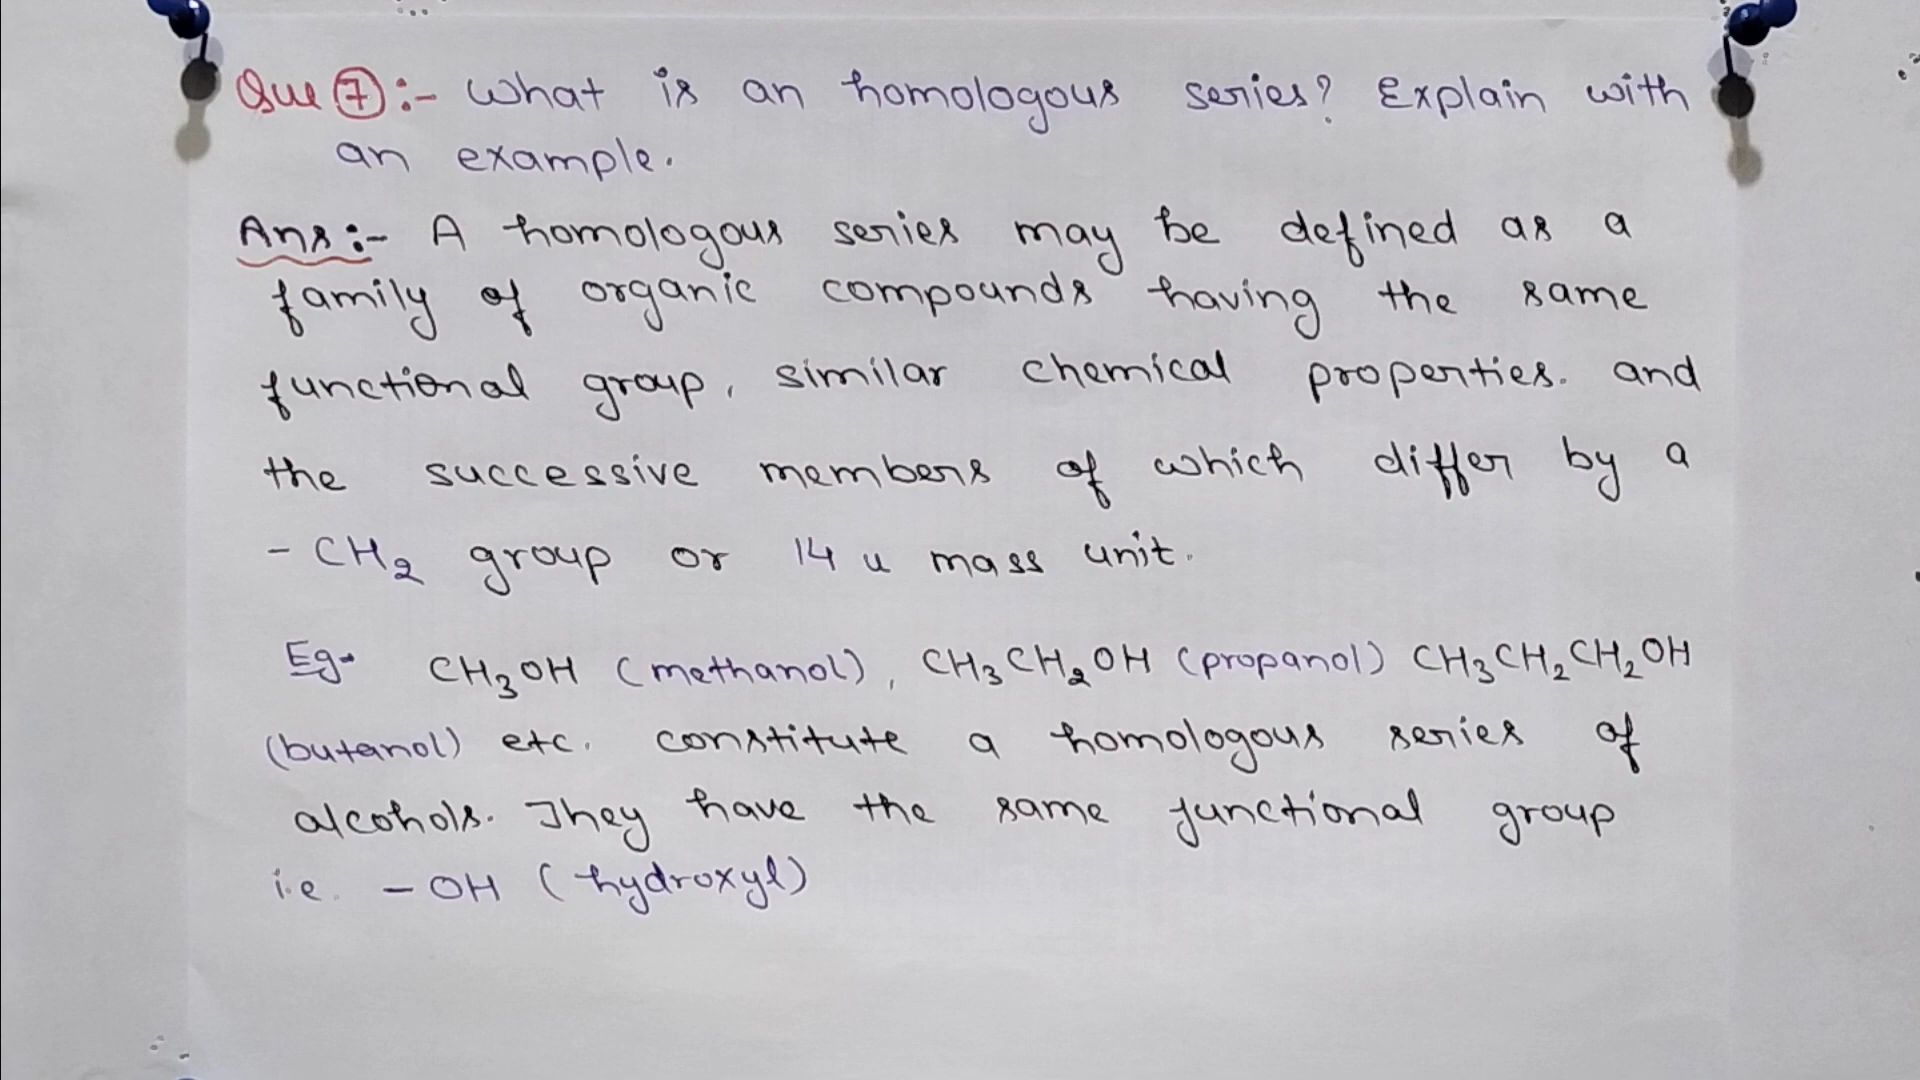 Que 7 :- What is an homologous series? Explain with
an example.
Ans :- A homologous series may be defined as a
family of organic compounds having the same
functional group, similar chemical properties. and
the successive members of which differ by a
- CH₂ group or 14 u mass unit.
Eg- CH₃OH (methanol), CH₃CH₂OH (propanol) CH₃CH₂CH₂OH
(butanol) etc. constitute a homologous series of
alcohols. They have the same functional group
i.e. - OH (hydroxyl)